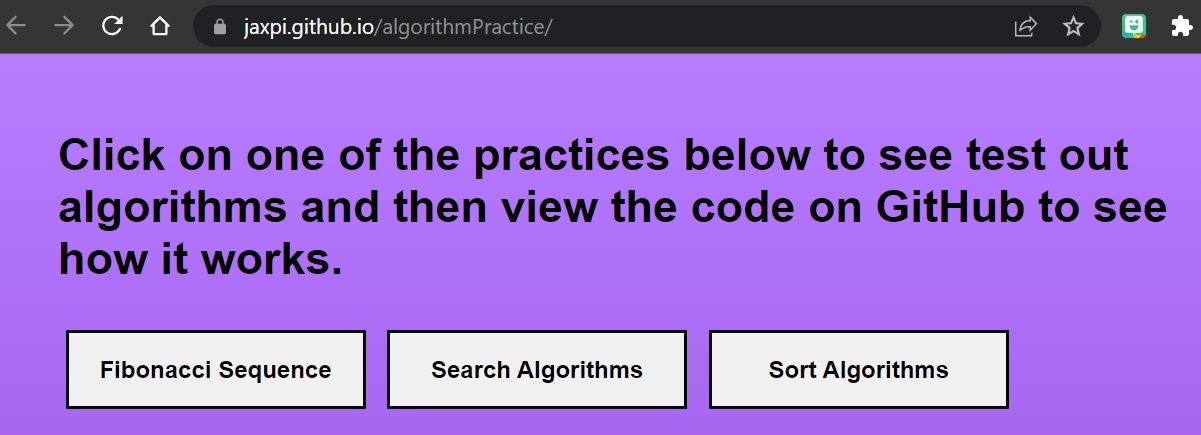 jaxpi.github.io/algorithmPractice/
Click on one of the practices below to see test out
algorithms and then view the code on GitHub to see
how it works.
Fibonacci Sequence
Search Algorithms
Sort Algorithms